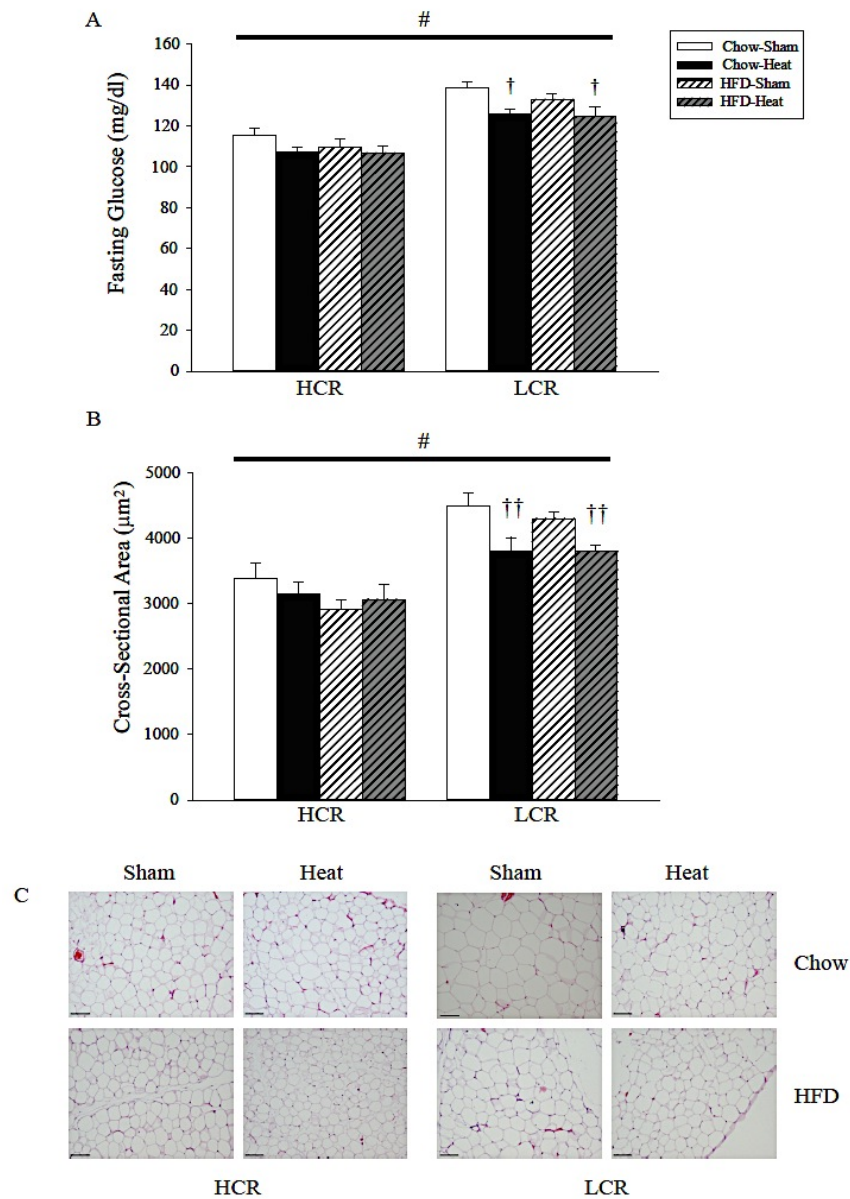 A
#
Chow-Sham
Chow-Heat
HFD-Sham
HFD-Heat
Fasting Glucose (mg/dl)
160
140
120
100
80
60
40
20
0
† †
HCR LCR
B
#
Cross-Sectional Area (µm²)
5000
4000
3000
2000
1000
0
†† ††
HCR LCR
C
Sham Heat Sham Heat
Chow
HFD
HCR LCR